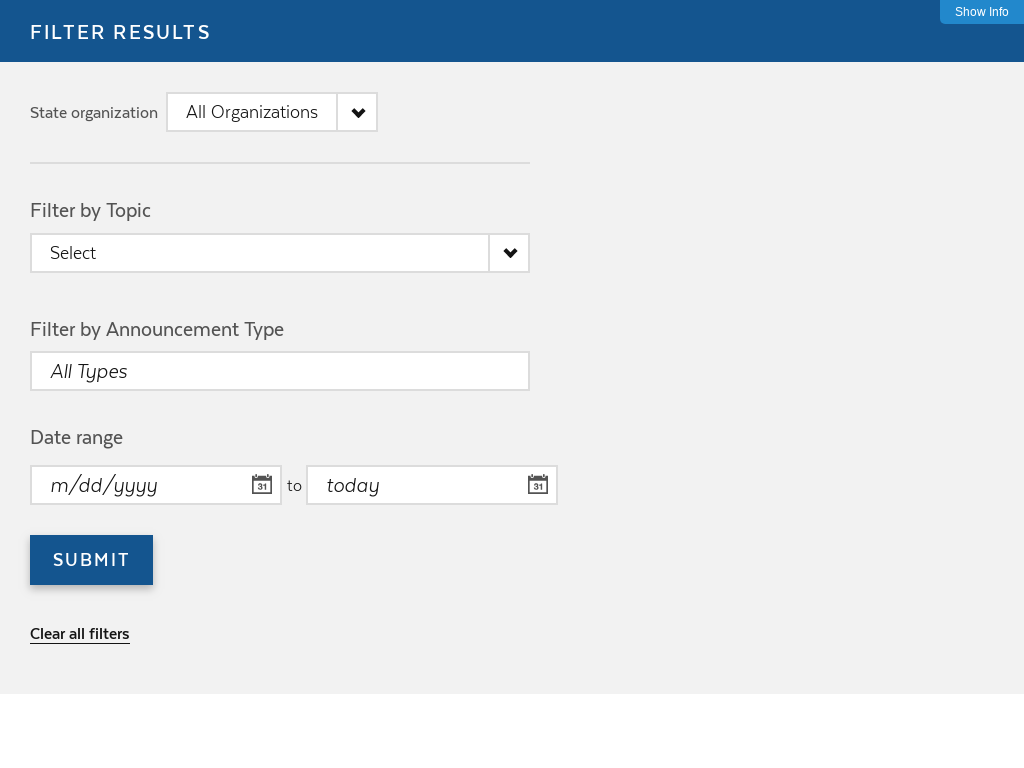 Show Info
FILTER RESULTS
State organization All Organizations
Filter by Topic
Select
Filter by Announcement Type
All Types
Date range
m/dd/yyyy 31 to today 31
SUBMIT
Clear all filters